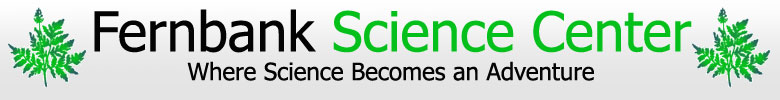 Fernbank Science Center
Where Science Becomes an Adventure